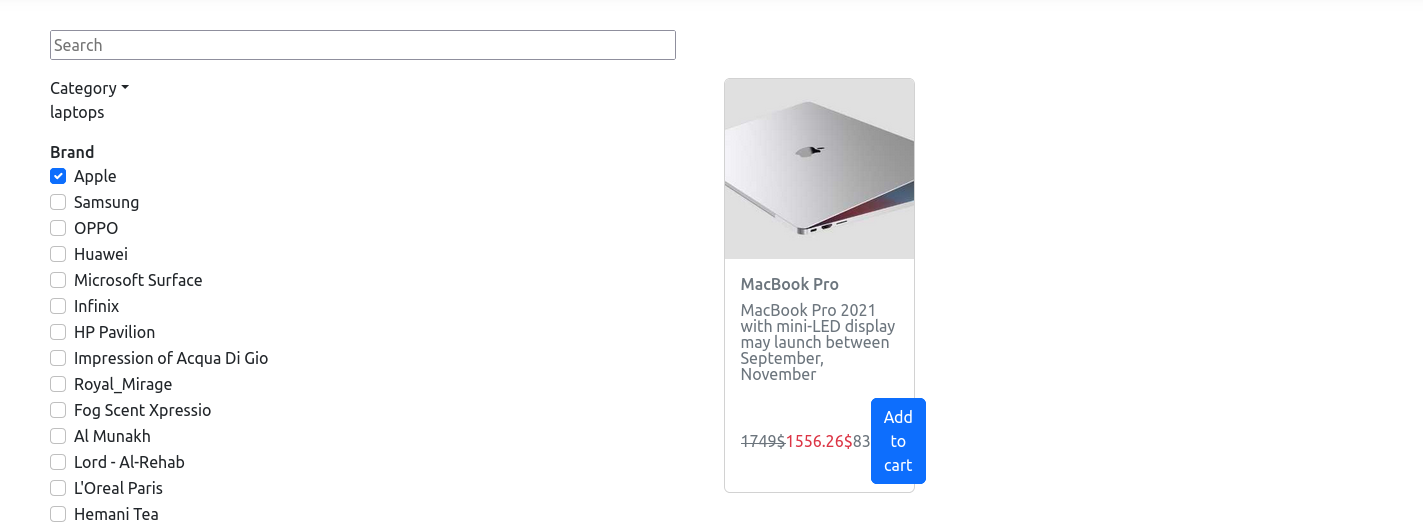 Search
Category
laptops
Brand
Apple
Samsung
OPPO
Huawei
Microsoft Surface
Infinix
HP Pavilion
Impression of Acqua Di Gio
Royal_Mirage
Fog Scent Xpressio
Al Munakh
Lord - Al-Rehab
L'Oreal Paris
Hemani Tea
MacBook Pro
MacBook Pro 2021
with mini-LED display
may launch between
September,
November
1749$1556.26$83
Add
to
cart